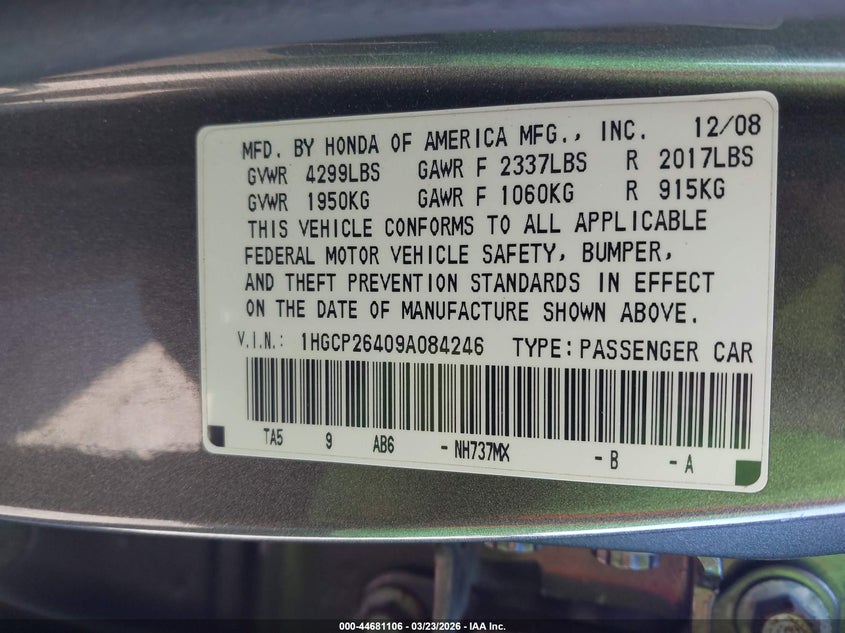 MFD. BY HONDA OF AMERICA MFG., INC. 12/08
GVWR 4299LBS GAWR F 2337LBS R 2017LBS
GVWR 1950KG GAWR F 1060KG R 915KG
THIS VEHICLE CONFORMS TO ALL APPLICABLE
FEDERAL MOTOR VEHICLE SAFETY, BUMPER,
AND THEFT PREVENTION STANDARDS IN EFFECT
ON THE DATE OF MANUFACTURE SHOWN ABOVE.
V.I.N.: 1HGCP26409A084246 TYPE: PASSENGER CAR
TA5 9 AB6 - NH737MX - B - A
000-44681106 — 03/23/2026 — IAA Inc.